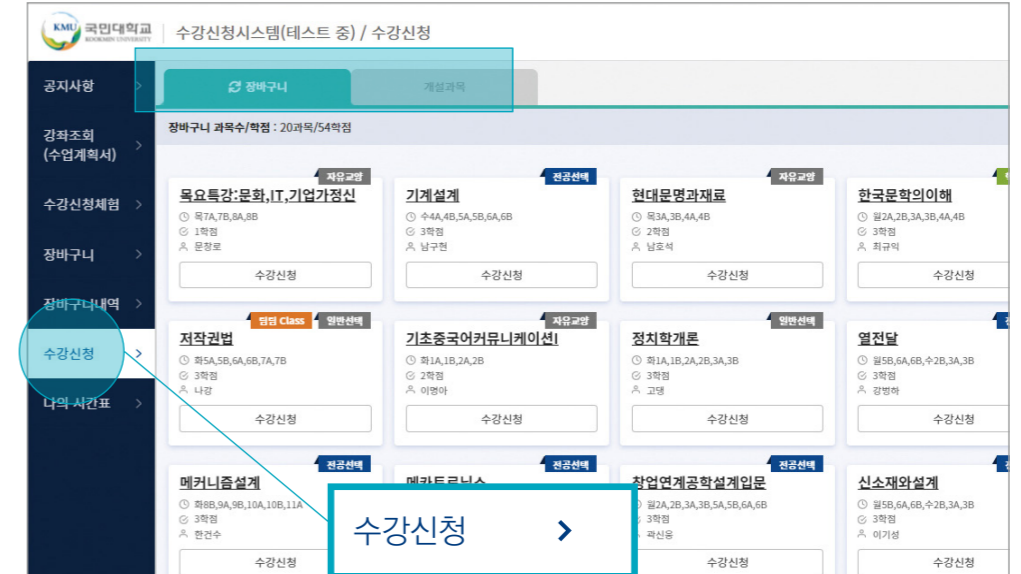 KMU 국민대학교
KOOKMIN UNIVERSITY
수강신청시스템(테스트 중) / 수강신청
공지사항
강좌조회
(수업계획서)
수강신청체험
장바구니
장바구니내역
수강신청
나의 시간표
장바구니
개설과목
장바구니 과목수/학점 : 20과목/54학점
자유교양
목요특강:문화,IT,기업가정신
목7A,7B,8A,8B
1학점
문창로
수강신청
전공선택
기계설계
수4A,4B,5A,5B,6A,6B
3학점
남구현
수강신청
자유교양
현대문명과재료
목3A,3B,4A,4B
2학점
남호석
수강신청
한국문학의이해
월2A,2B,3A,3B,4A,4B
3학점
최규익
수강신청
팀팀 Class 일반선택
저작권법
화5A,5B,6A,6B,7A,7B
3학점
나강
수강신청
자유교양
기초중국어커뮤니케이션I
화1A,1B,2A,2B
2학점
이명아
수강신청
일반선택
정치학개론
화1A,1B,2A,2B,3A,3B
3학점
고댕
수강신청
열전달
월5B,6A,6B,수2B,3A,3B
3학점
강병하
수강신청
전공선택
메커니즘설계
화8B,9A,9B,10A,10B,11A
3학점
한건수
수강신청
전공선택
메카트로닉스
전공선택
창업연계공학설계입문
월2A,2B,3A,3B,5A,5B,6A,6B
3학점
곽신웅
수강신청
신소재와설계
월5B,6A,6B,수2B,3A,3B
3학점
이기성
수강신청
수강신청